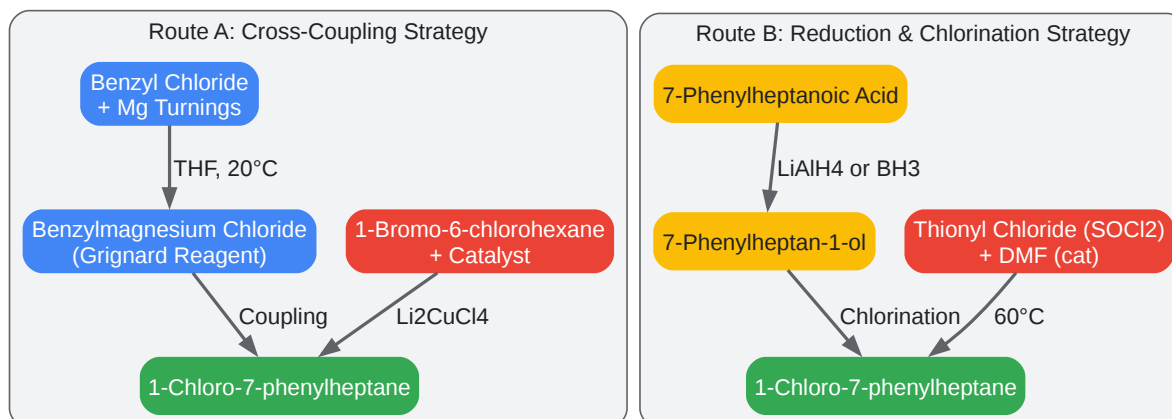 Route A: Cross-Coupling Strategy
Benzyl Chloride
+ Mg Turnings
THF, 20°C
Benzylmagnesium Chloride
(Grignard Reagent)
1-Bromo-6-chlorohexane
+ Catalyst
Coupling
Li2CuCl4
1-Chloro-7-phenylheptane
Route B: Reduction & Chlorination Strategy
7-Phenylheptanoic Acid
LiAlH4 or BH3
7-Phenylheptan-1-ol
Thionyl Chloride (SOCl2)
+ DMF (cat)
Chlorination
60°C
1-Chloro-7-phenylheptane